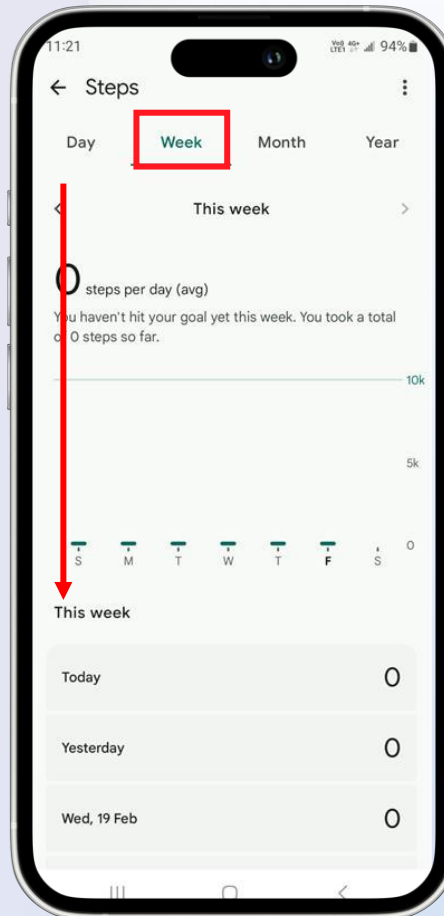 11:21 94%
Steps
Day Week Month Year
This week
0 steps per day (avg)
You haven't hit your goal yet this week. You took a total
of 0 steps so far.
10k
5k
0
S M T W T F S
This week
Today 0
Yesterday 0
Wed, 19 Feb 0